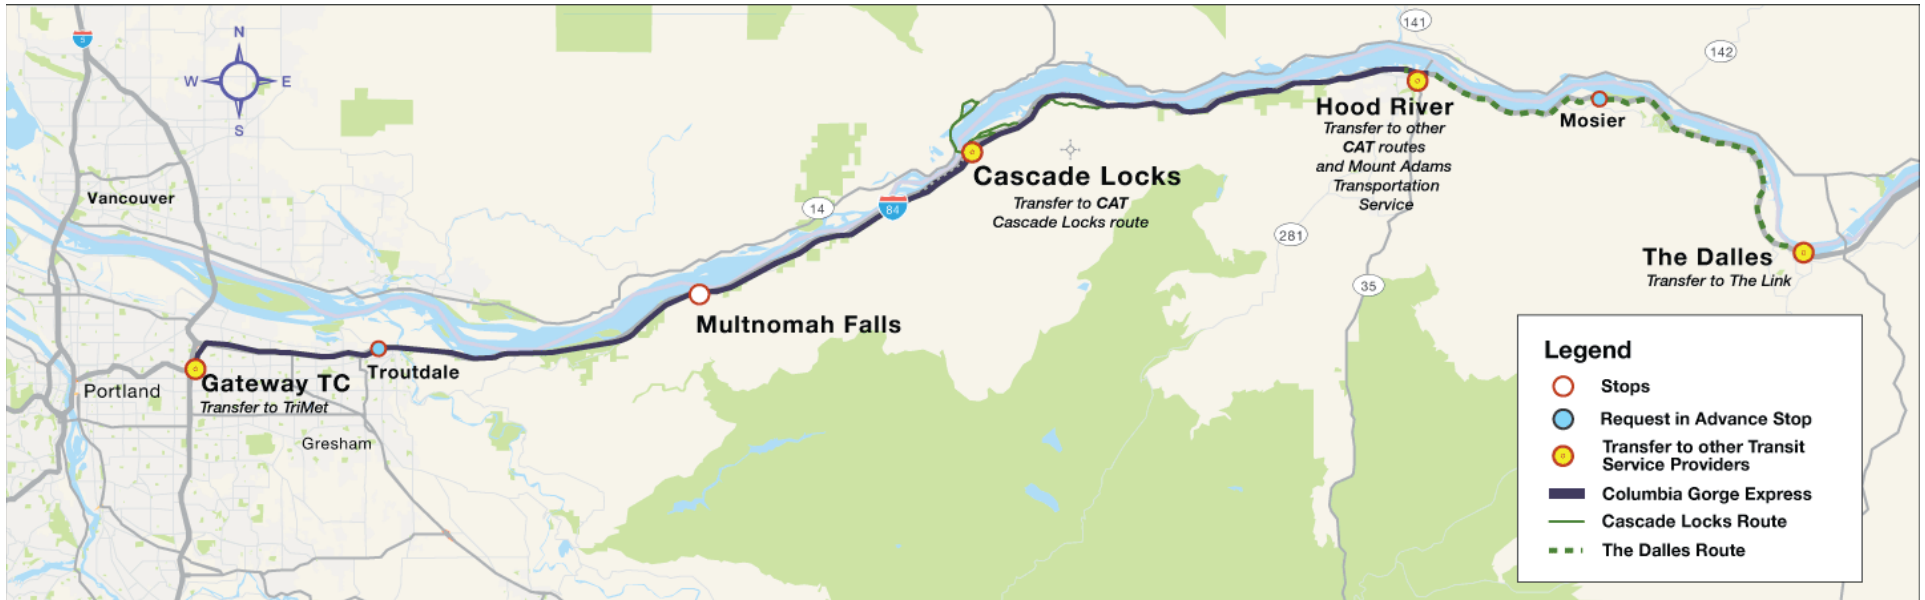 5
N
W
E
S
141
142
Hood River
Transfer to other
CAT routes
and Mount Adams
Transportation
Service
Mosier
Cascade Locks
Transfer to CAT
Cascade Locks route
Vancouver
14
84
281
35
The Dalles
Transfer to The Link
Multnomah Falls
Troutdale
Gateway TC
Transfer to TriMet
Portland
Gresham
Legend
Stops
Request in Advance Stop
Transfer to other Transit
Service Providers
Columbia Gorge Express
Cascade Locks Route
The Dalles Route